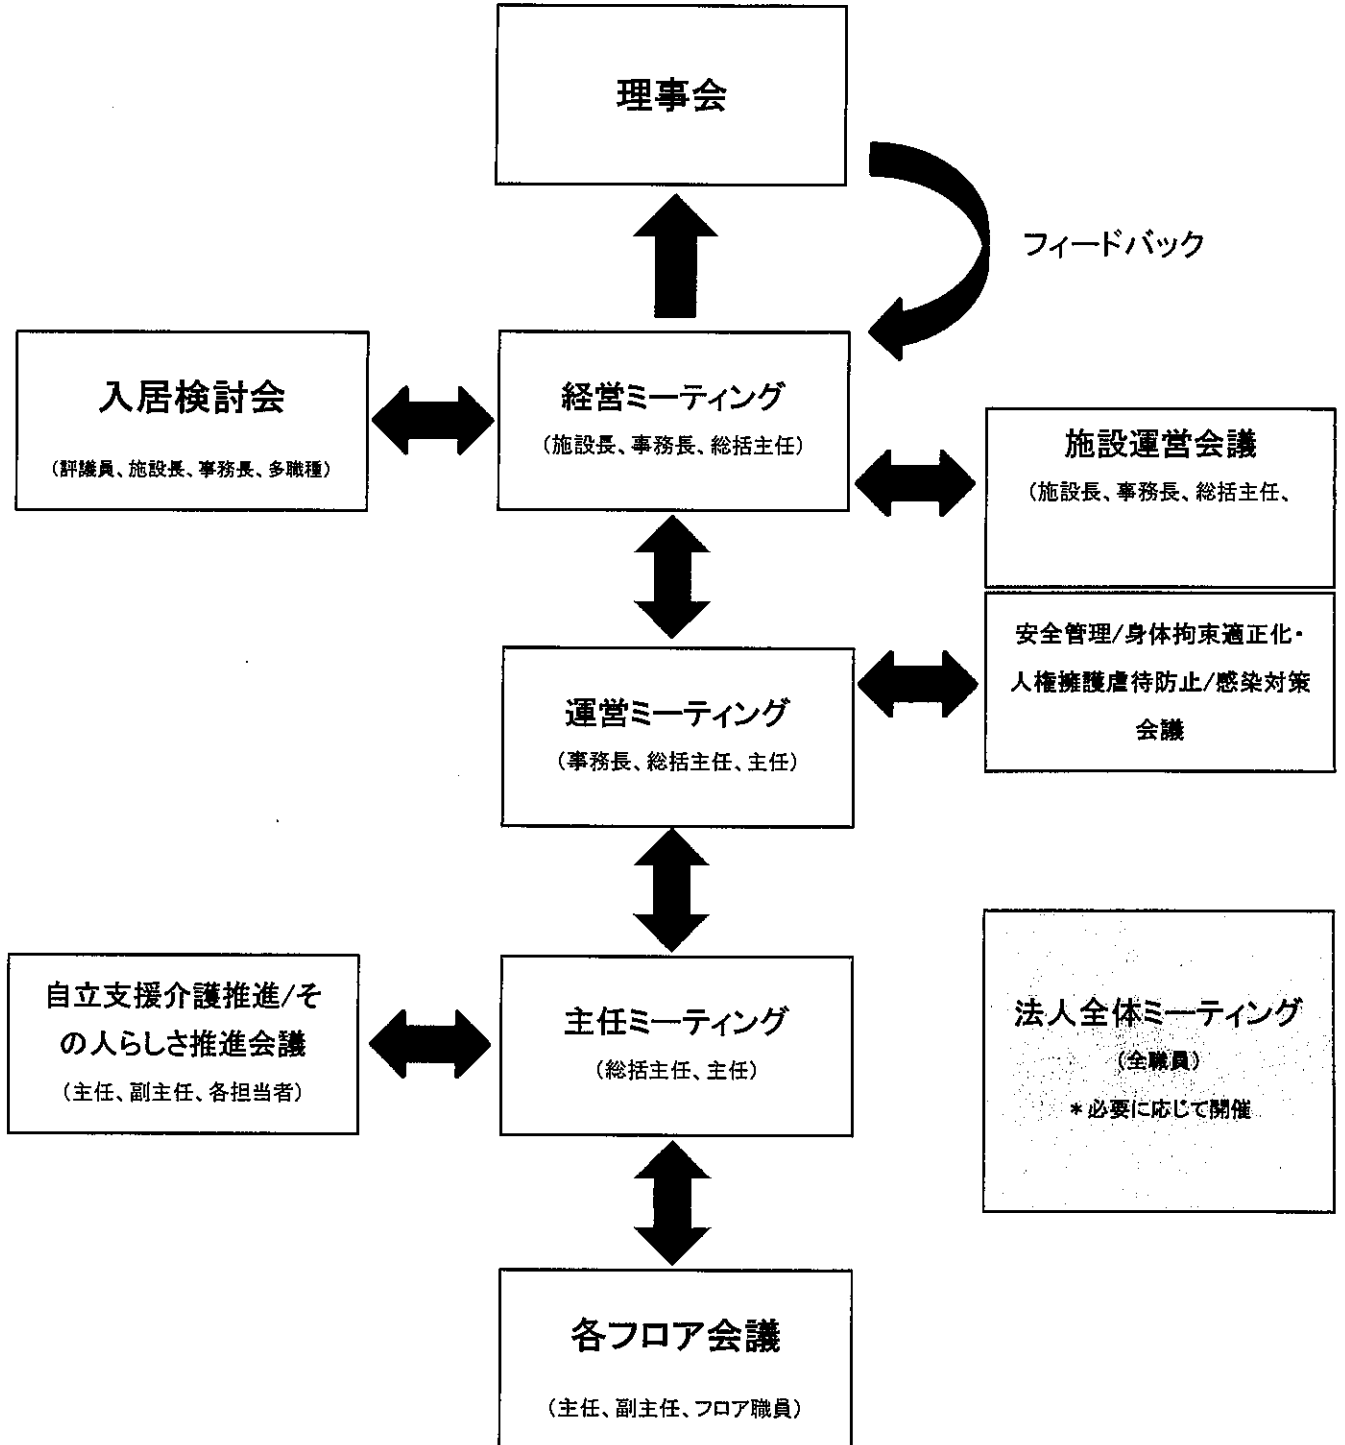 理事会
フィードバック
入居検討会
(評議員、施設長、事務長、多職種)
経営ミーティング
(施設長、事務長、総括主任)
施設運営会議
(施設長、事務長、総括主任、
安全管理/身体拘束適正化・
人権擁護虐待防止/感染対策
会議
運営ミーティング
(事務長、総括主任、主任)
自立支援介護推進/そ
の人らしさ推進会議
(主任、副主任、各担当者)
主任ミーティング
(総括主任、主任)
法人全体ミーティング
(全職員)
*必要に応じて開催
各フロア会議
(主任、副主任、フロア職員)